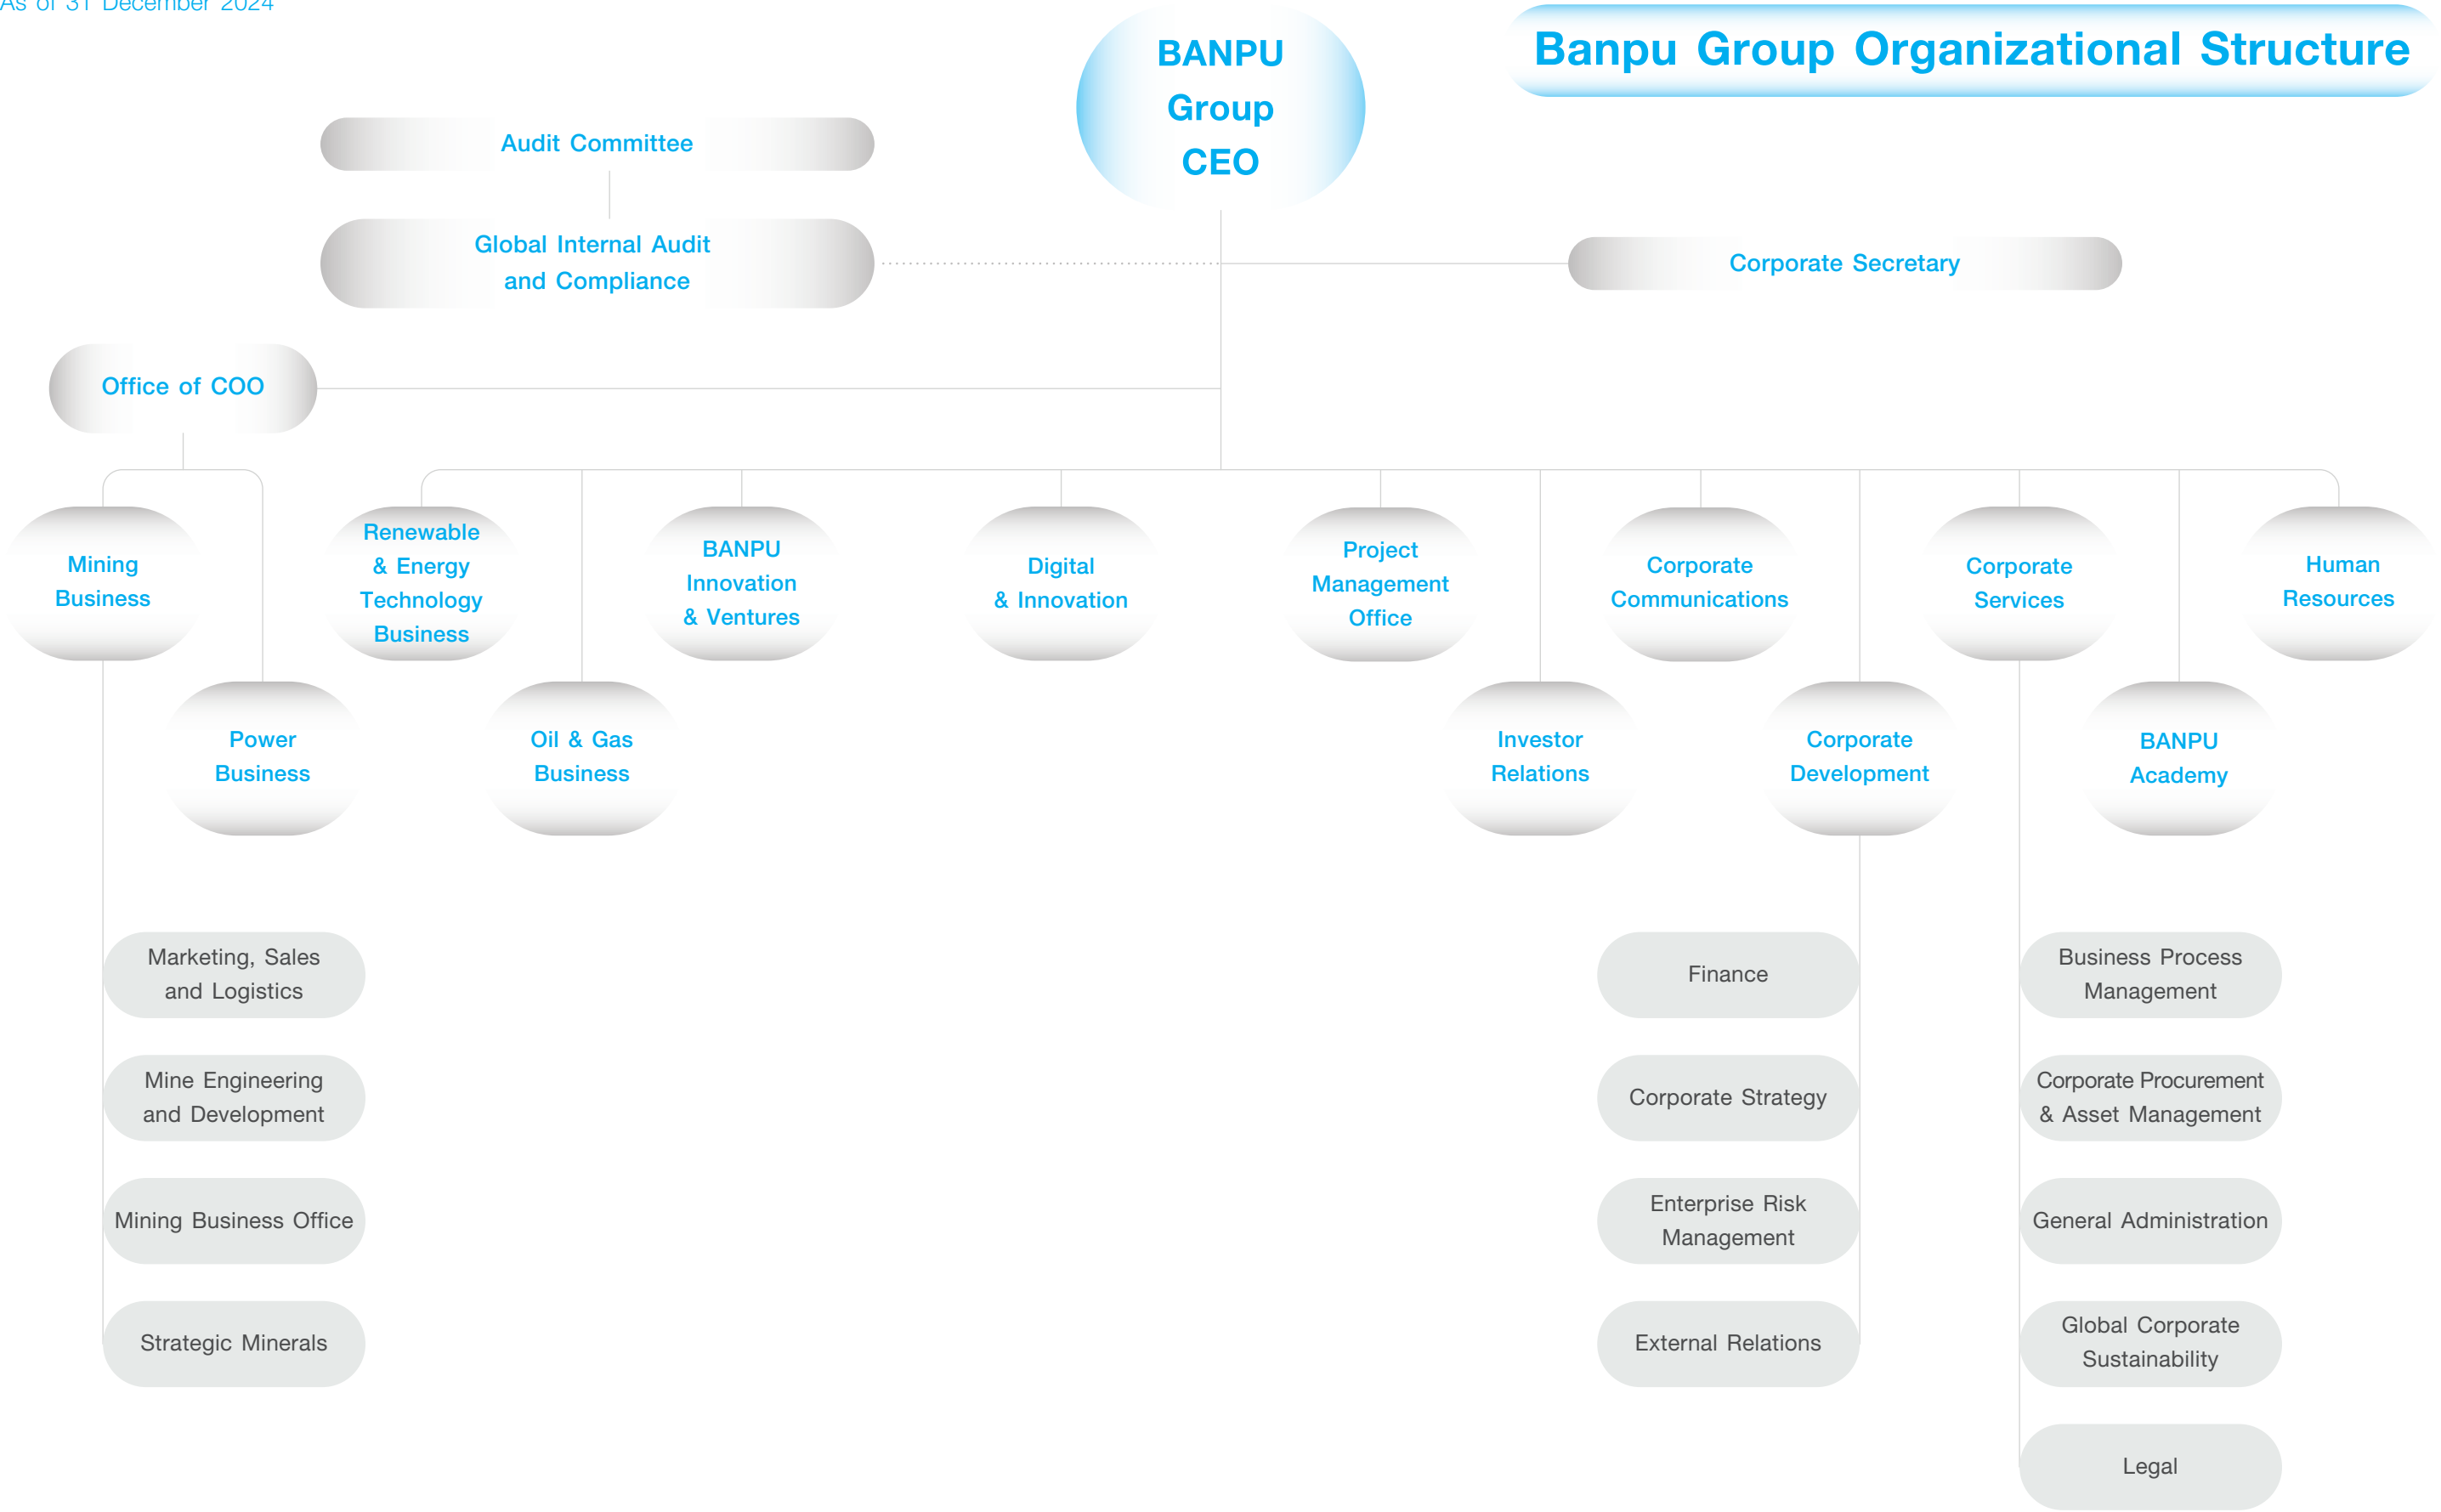 As of 31 December 2024
Banpu Group Organizational Structure
BANPU
Group
CEO
Audit Committee
Global Internal Audit
and Compliance
Corporate Secretary
Office of COO
Mining
Business
Renewable
& Energy
Technology
Business
BANPU
Innovation
& Ventures
Digital
& Innovation
Project
Management
Office
Corporate
Communications
Corporate
Services
Human
Resources
Power
Business
Oil & Gas
Business
Investor
Relations
Corporate
Development
BANPU
Academy
Marketing, Sales
and Logistics
Mine Engineering
and Development
Mining Business Office
Strategic Minerals
Finance
Corporate Strategy
Enterprise Risk
Management
External Relations
Business Process
Management
Corporate Procurement
& Asset Management
General Administration
Global Corporate
Sustainability
Legal